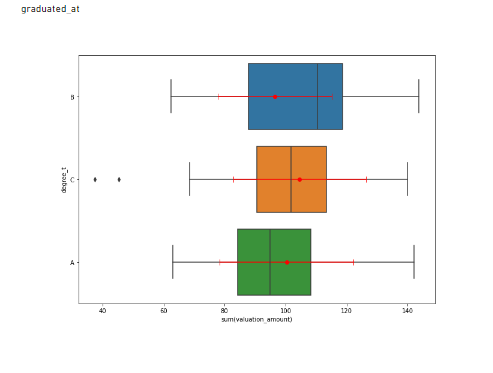 graduated_at
B
C
A
degree_t
40 60 80 100 120 140
sum(valuation_amount)